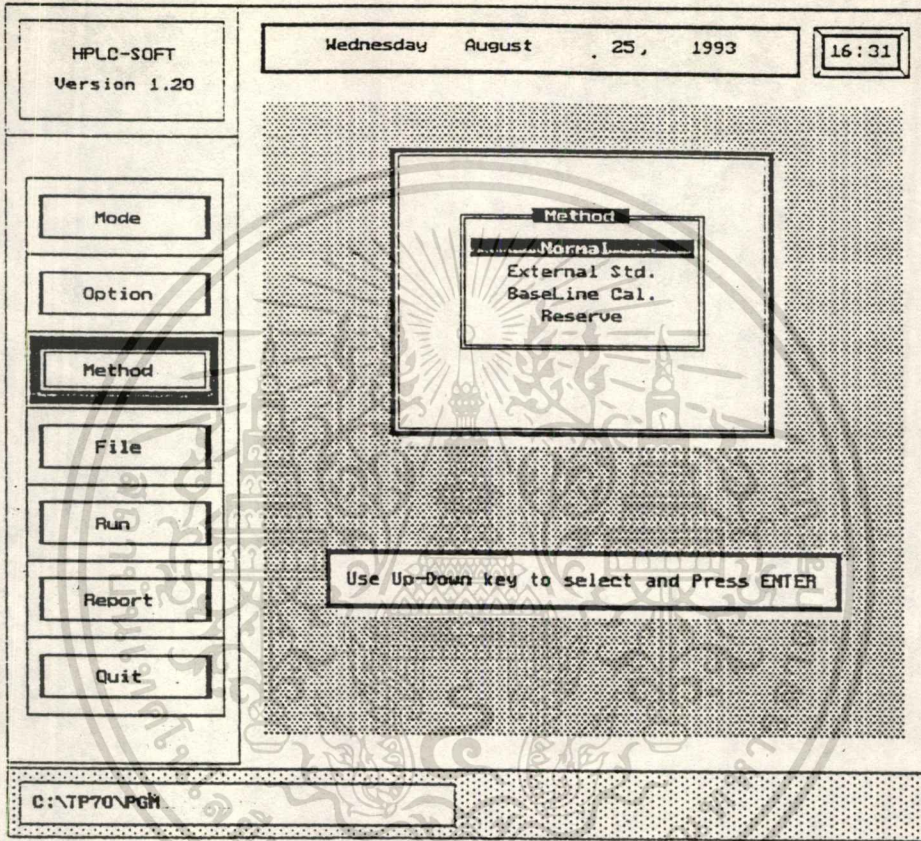 HPLC-SOFT
Version 1.20
Wednesday August 25, 1993
16:31
Mode
Option
Method
File
Run
Report
Quit
Method
Normal
External Std.
BaseLine Cal.
Reserve
Use Up-Down key to select and Press ENTER
C:\TP70\PGM